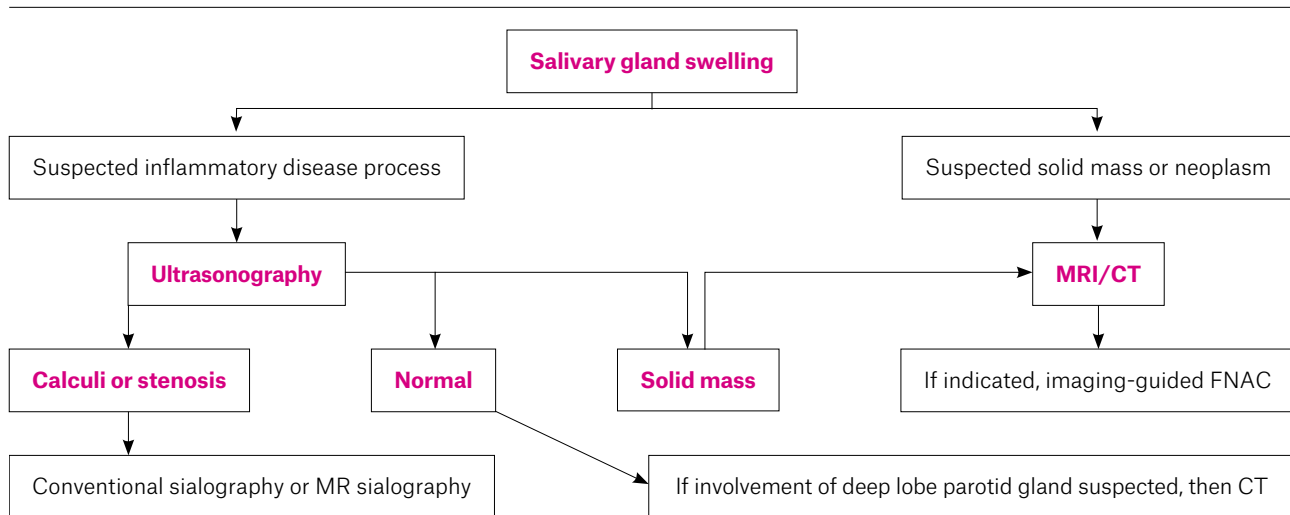 Salivary gland swelling
Suspected inflammatory disease process
Suspected solid mass or neoplasm
Ultrasonography
MRI/CT
Calculi or stenosis
Normal
Solid mass
If indicated, imaging-guided FNAC
Conventional sialography or MR sialography
If involvement of deep lobe parotid gland suspected, then CT